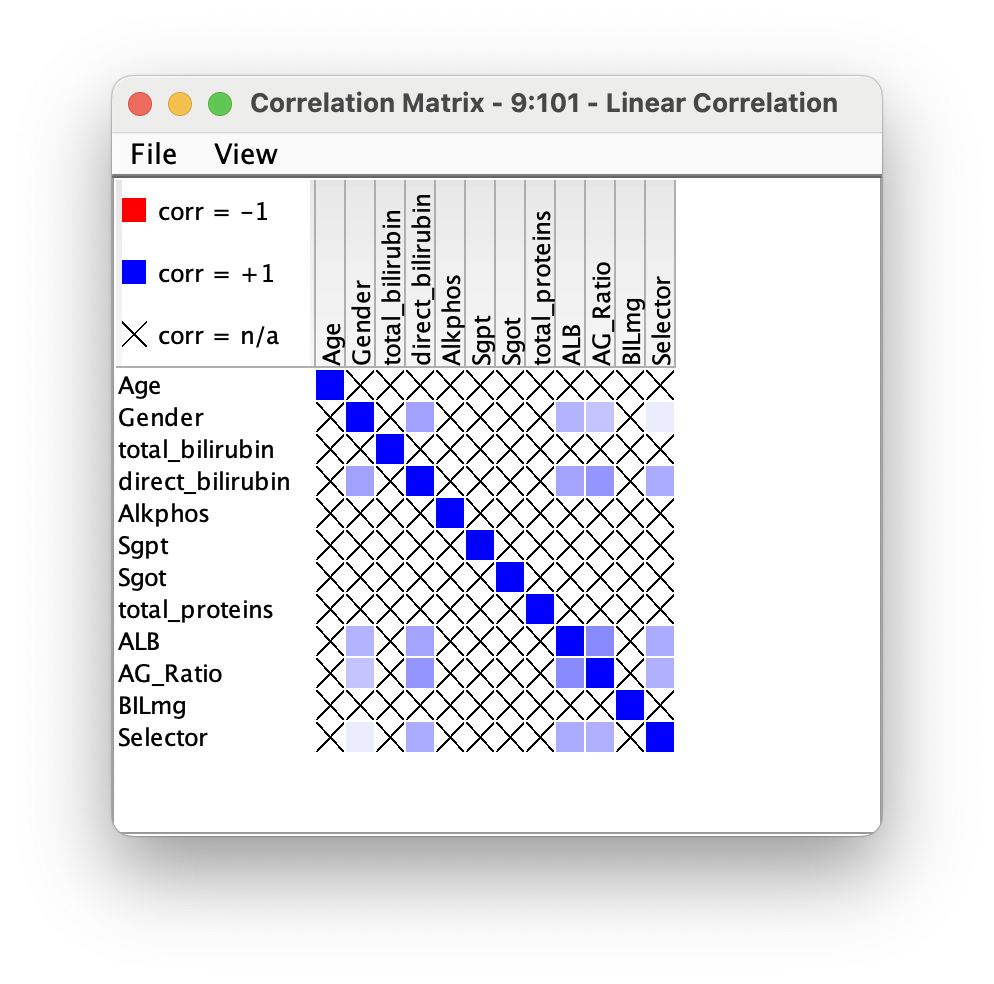 Correlation Matrix - 9:101 - Linear Correlation
File View
corr = -1
corr = +1
corr = n/a
Age
Gender
total_bilirubin
direct_bilirubin
Alkphos
Sgpt
Sgot
total_proteins
ALB
AG_Ratio
BILmg
Selector
Age
Gender
total_bilirubin
direct_bilirubin
Alkphos
Sgpt
Sgot
total_proteins
ALB
AG_Ratio
BILmg
Selector